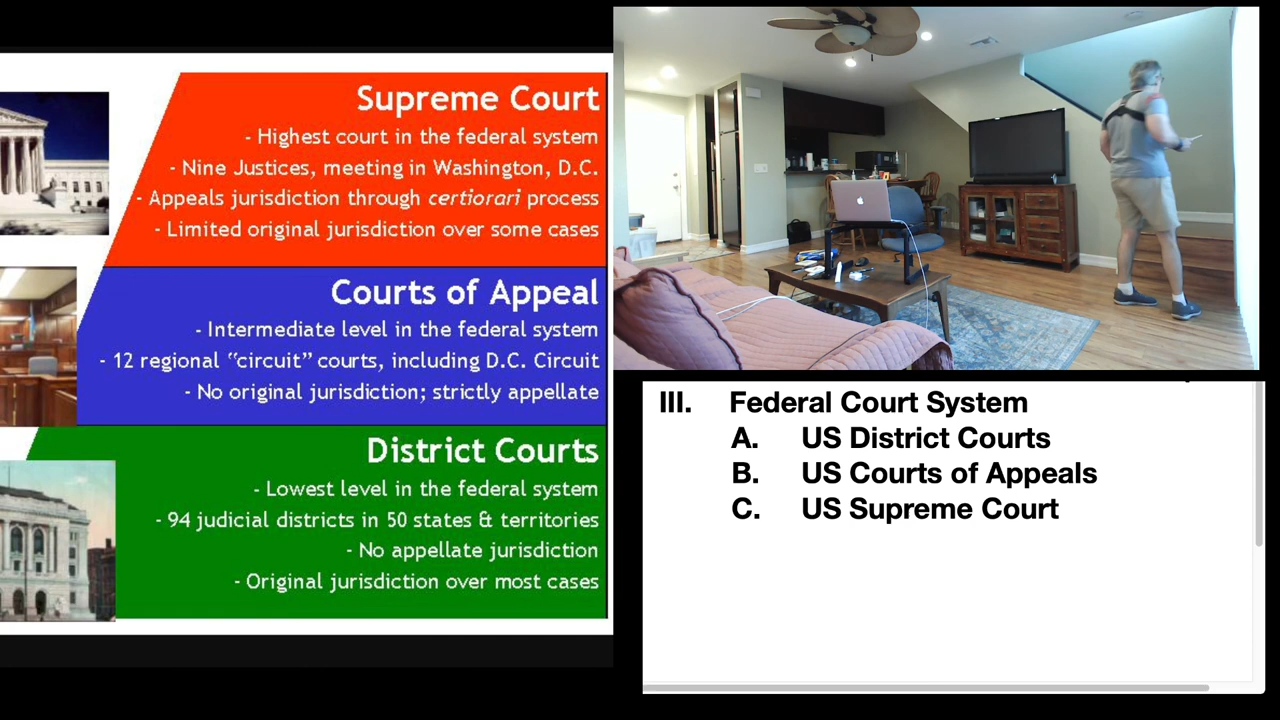 Supreme Court
- Highest court in the federal system
- Nine Justices, meeting in Washington, D.C.
- Appeals jurisdiction through certiorari process
- Limited original jurisdiction over some cases
Courts of Appeal
- Intermediate level in the federal system
- 12 regional “circuit” courts, including D.C. Circuit
- No original jurisdiction; strictly appellate
District Courts
- Lowest level in the federal system
- 94 judicial districts in 50 states & territories
- No appellate jurisdiction
- Original jurisdiction over most cases
III. Federal Court System
A. US District Courts
B. US Courts of Appeals
C. US Supreme Court